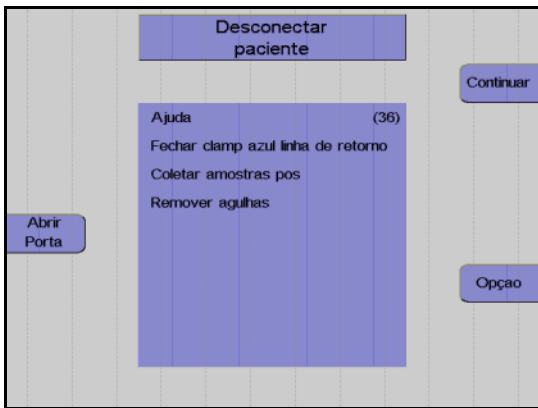 Desconectar
paciente
Continuar
Ajuda (36)
Fechar clamp azul linha de retorno
Coletar amostras pos
Remover agulhas
Abrir
Porta
Opçao